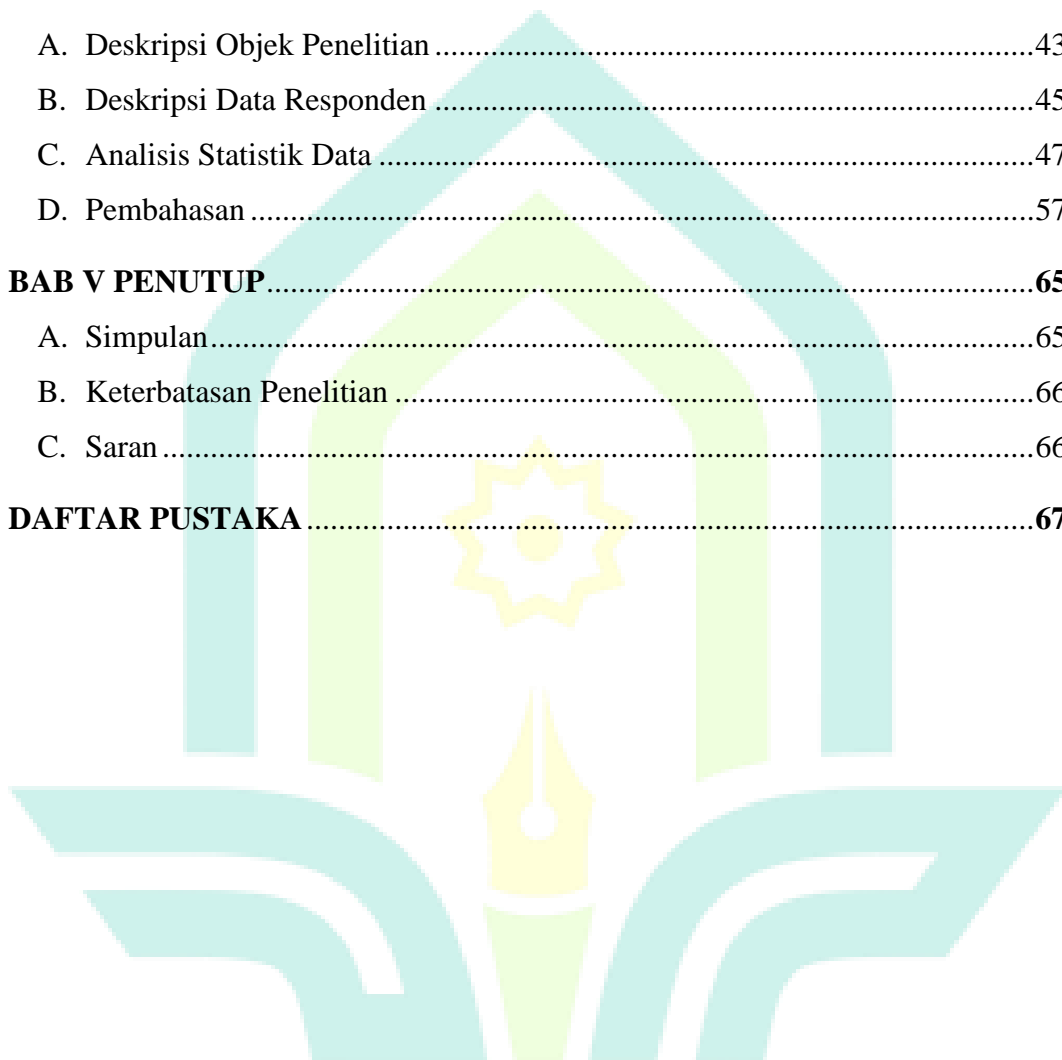 A. Deskripsi Objek Penelitian ........................................................................43
B. Deskripsi Data Responden ........................................................................45
C. Analisis Statistik Data ........................................................................47
D. Pembahasan ........................................................................57
BAB V PENUTUP ........................................................................65
A. Simpulan ........................................................................65
B. Keterbatasan Penelitian ........................................................................66
C. Saran ........................................................................66
DAFTAR PUSTAKA ........................................................................67